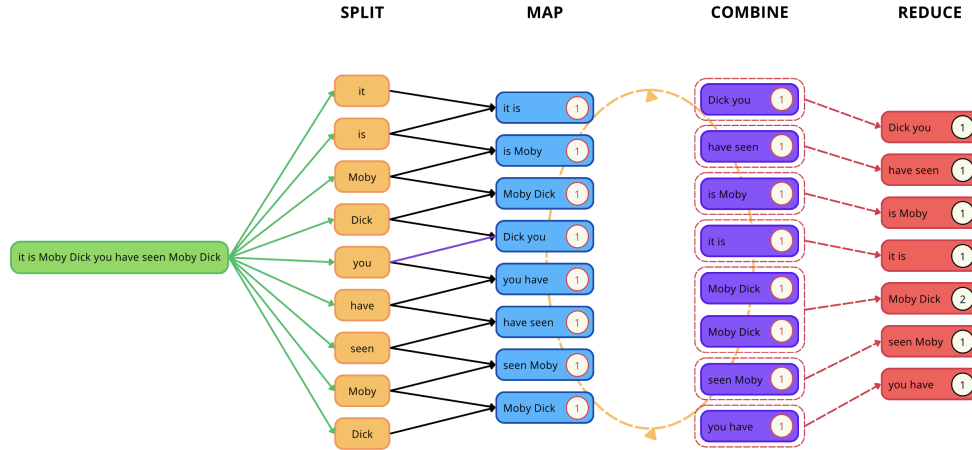 SPLIT
MAP
COMBINE
REDUCE
it is Moby Dick you have seen Moby Dick
it
is
Moby
Dick
you
have
seen
Moby
Dick
it is 1
is Moby 1
Moby Dick 1
Dick you 1
you have 1
have seen 1
seen Moby 1
Moby Dick 1
Dick you 1
have seen 1
is Moby 1
it is 1
Moby Dick 1
Moby Dick 1
seen Moby 1
you have 1
Dick you 1
have seen 1
is Moby 1
it is 1
Moby Dick 2
seen Moby 1
you have 1